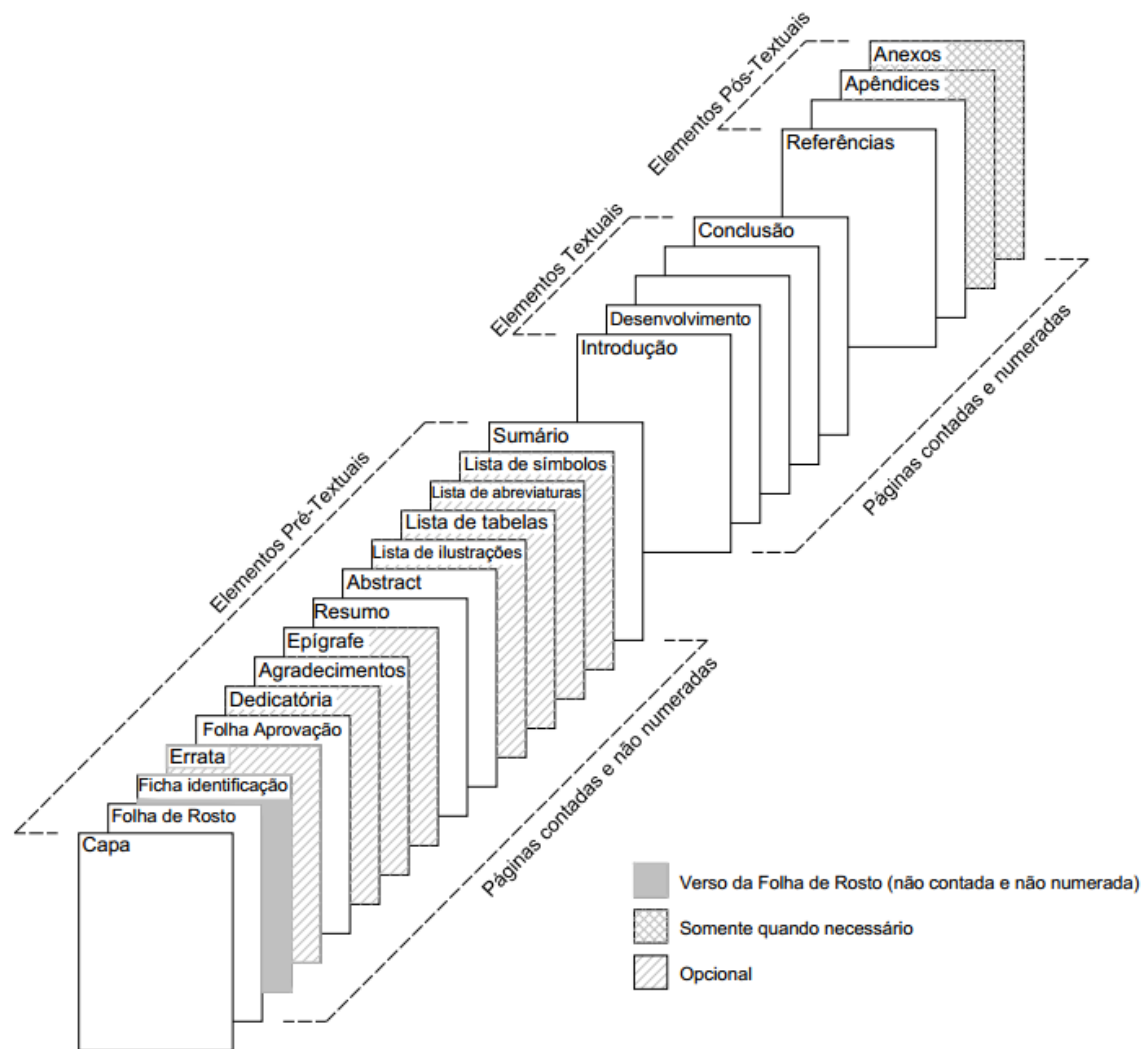 Anexos
Apêndices
Referências
Elementos Pós-Textuais
Conclusão
Desenvolvimento
Introdução
Elementos Textuais
Páginas contadas e numeradas
Sumário
Lista de símbolos
Lista de abreviaturas
Lista de tabelas
Lista de ilustrações
Abstract
Resumo
Epígrafe
Agradecimentos
Dedicatória
Folha Aprovação
Errata
Ficha identificação
Folha de Rosto
Capa
Elementos Pré-Textuais
Páginas contadas e não numeradas
Verso da Folha de Rosto (não contada e não numerada)
Somente quando necessário
Opcional